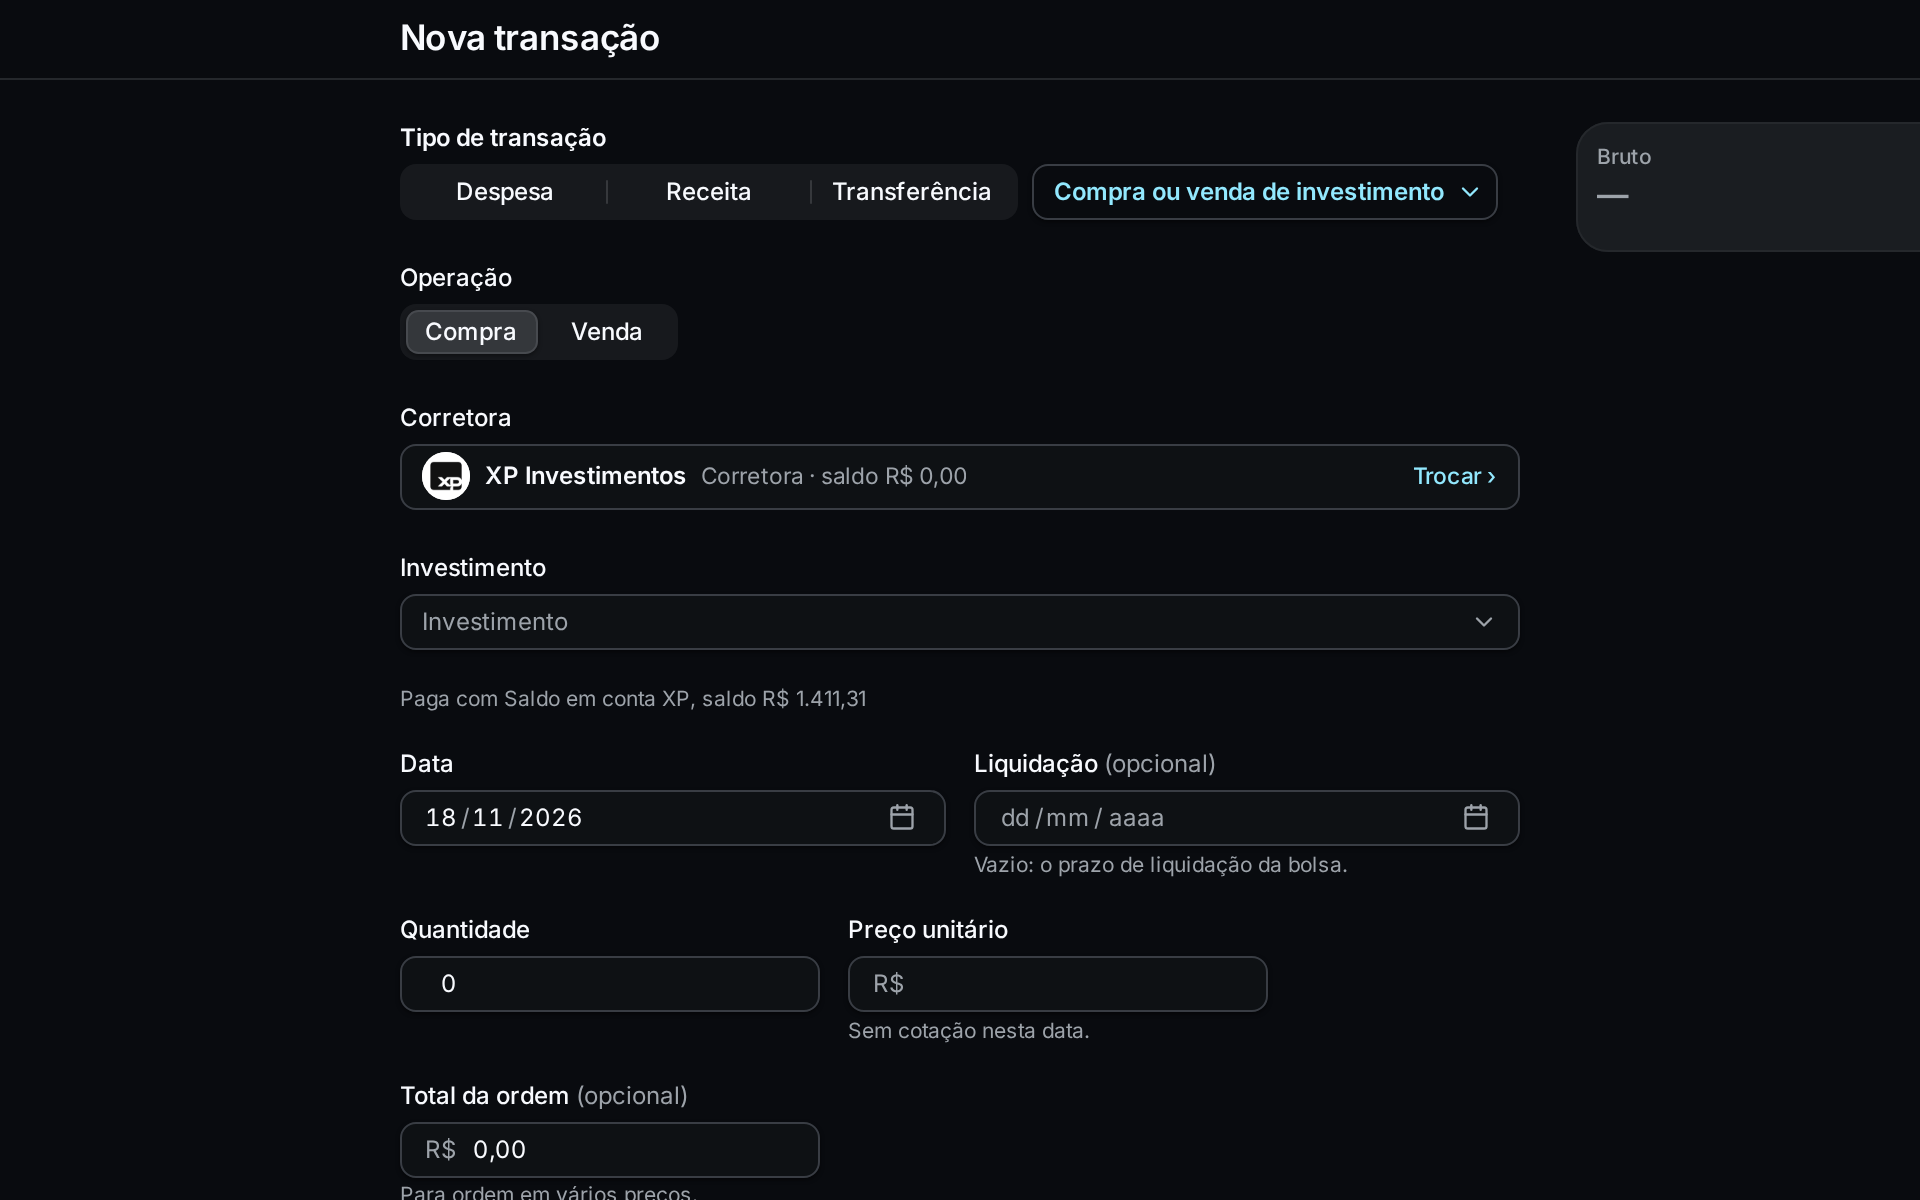 Nova transação
Tipo de transação
Despesa
Receita
Transferência
Compra ou venda de investimento
Bruto
—
Operação
Compra
Venda
Corretora
xp XP Investimentos Corretora · saldo R$ 0,00 Trocar ›
Investimento
Investimento
Paga com Saldo em conta XP, saldo R$ 1.411,31
Data
18/11/2026
Liquidação (opcional)
dd/mm/aaaa
Vazio: o prazo de liquidação da bolsa.
Quantidade
0
Preço unitário
R$
Sem cotação nesta data.
Total da ordem (opcional)
R$ 0,00
Para ordem em vários preços.